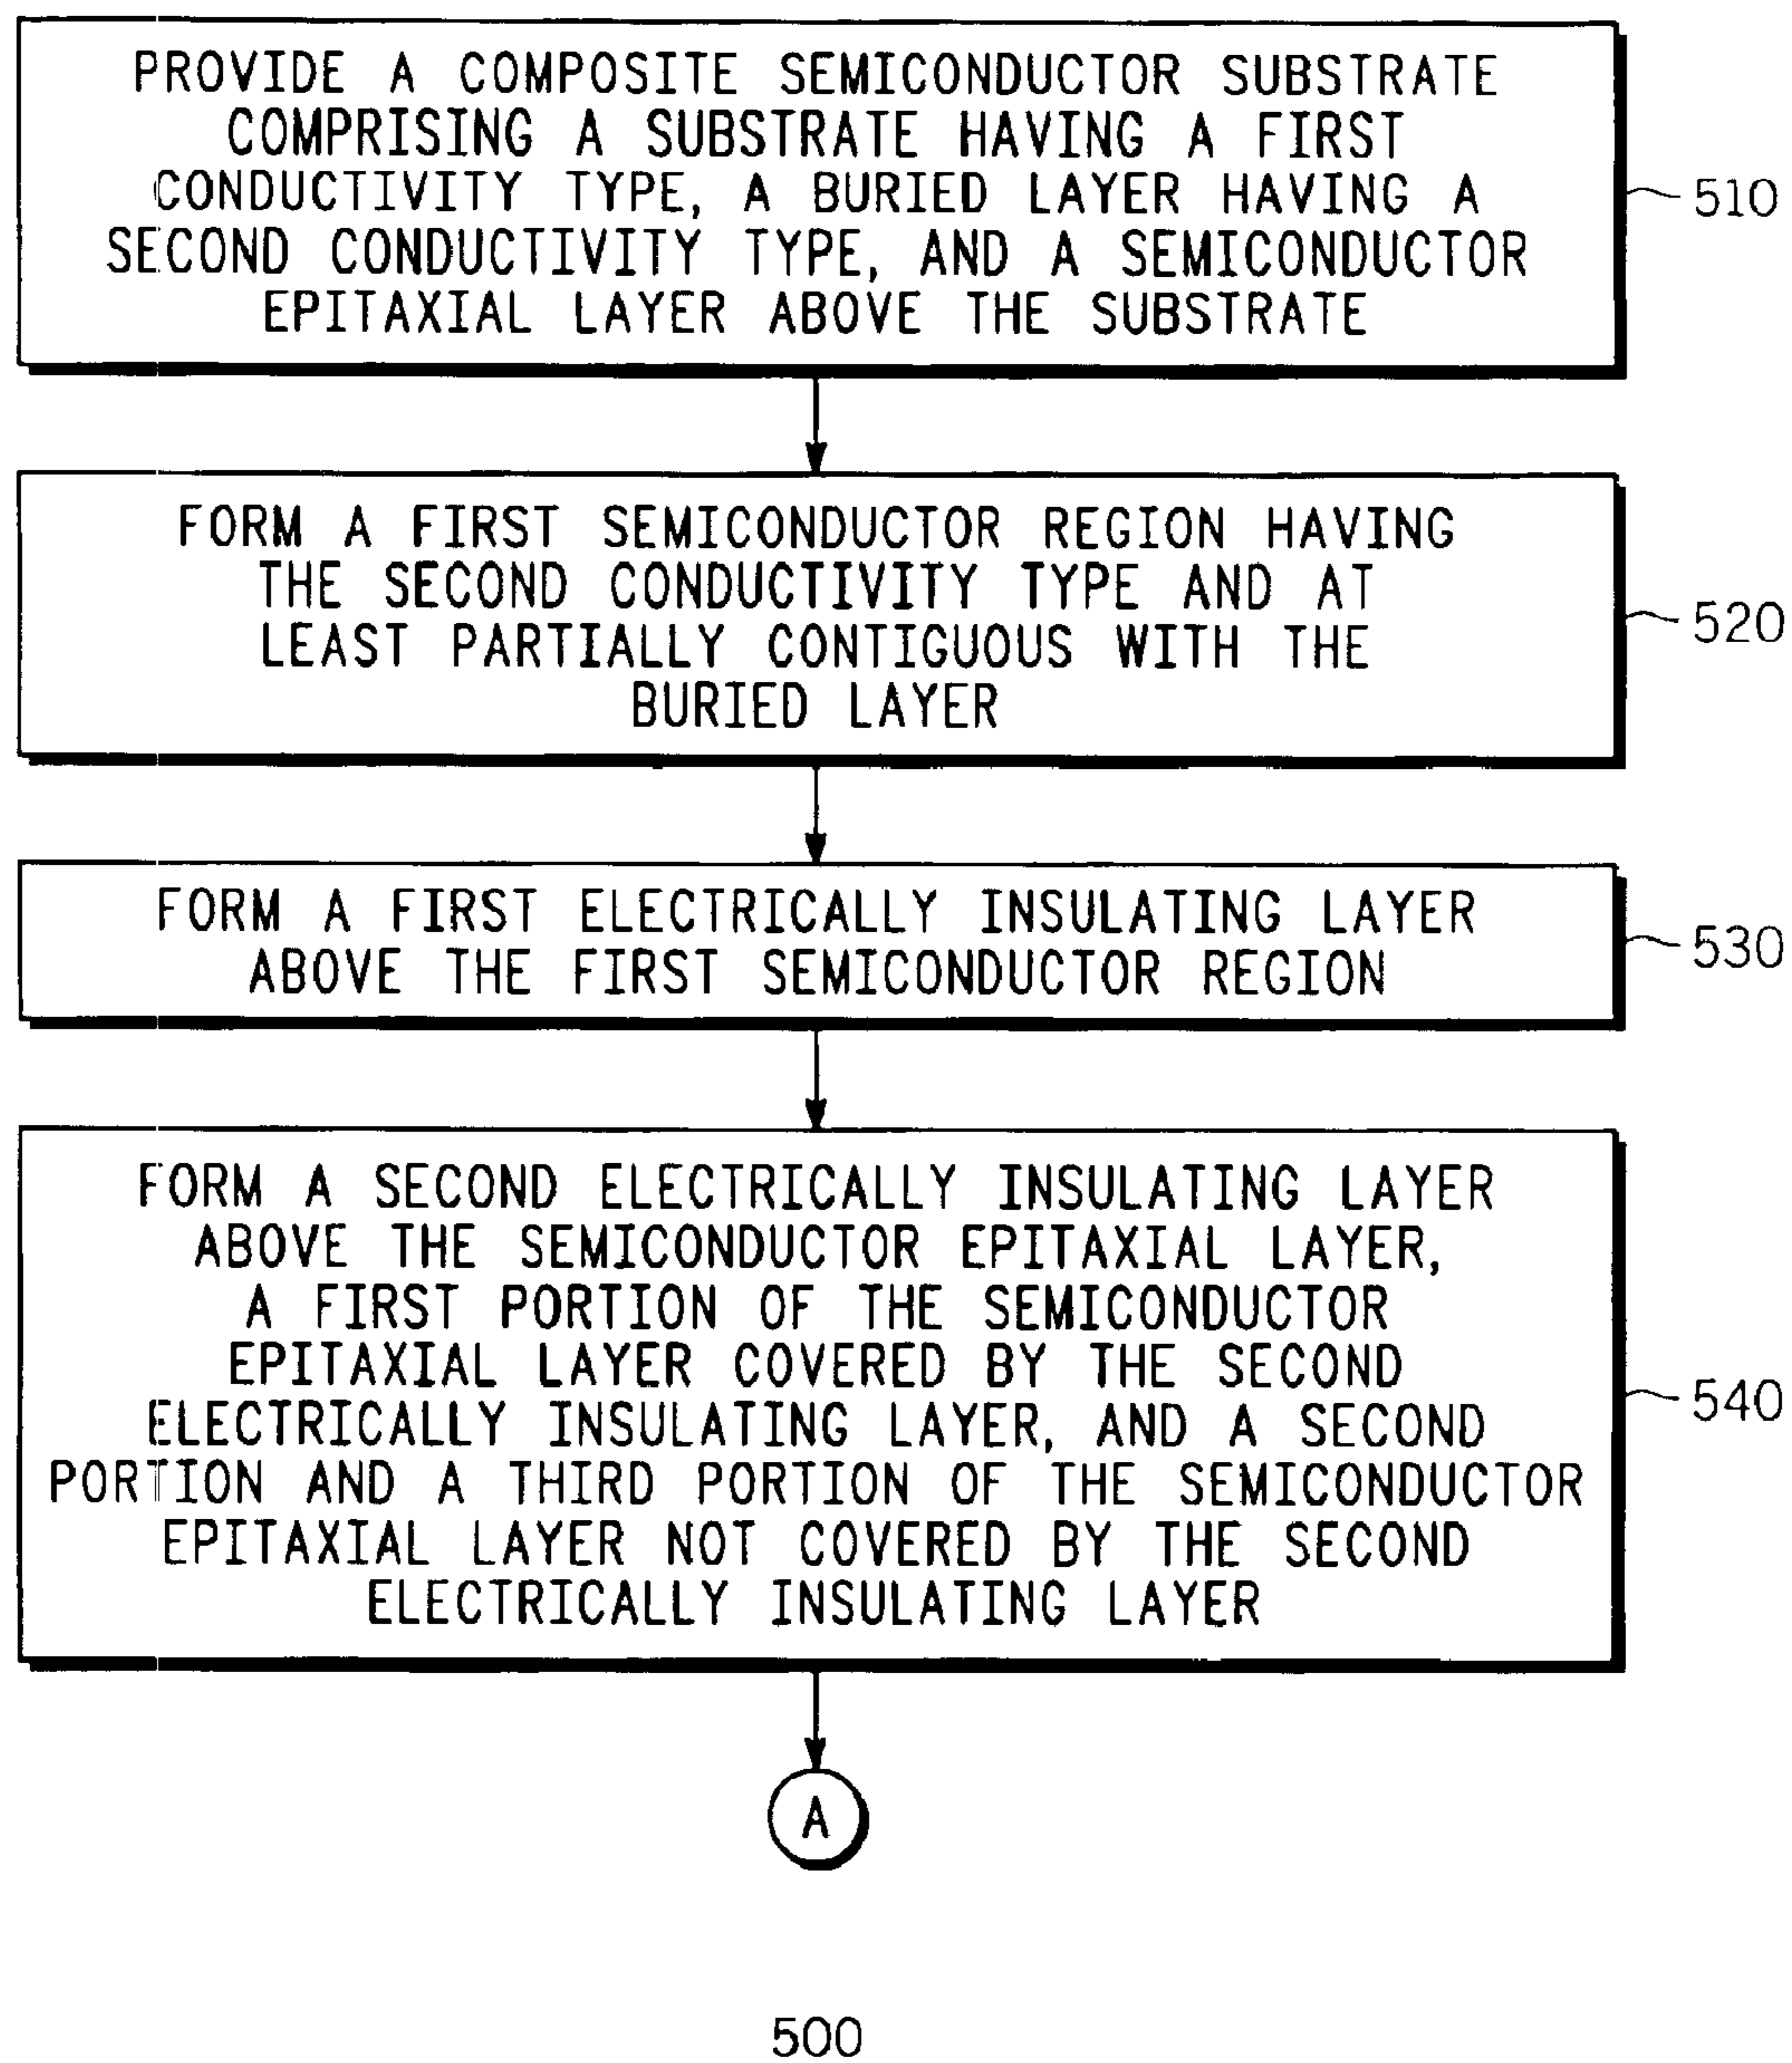 PROVIDE A COMPOSITE SEMICONDUCTOR SUBSTRATE
COMPRISING A SUBSTRATE HAVING A FIRST
CONDUCTIVITY TYPE, A BURIED LAYER HAVING A
SECOND CONDUCTIVITY TYPE, AND A SEMICONDUCTOR
EPITAXIAL LAYER ABOVE THE SUBSTRATE
510
FORM A FIRST SEMICONDUCTOR REGION HAVING
THE SECOND CONDUCTIVITY TYPE AND AT
LEAST PARTIALLY CONTIGUOUS WITH THE
BURIED LAYER
520
FORM A FIRST ELECTRICALLY INSULATING LAYER
ABOVE THE FIRST SEMICONDUCTOR REGION
530
FORM A SECOND ELECTRICALLY INSULATING LAYER
ABOVE THE SEMICONDUCTOR EPITAXIAL LAYER,
A FIRST PORTION OF THE SEMICONDUCTOR
EPITAXIAL LAYER COVERED BY THE SECOND
ELECTRICALLY INSULATING LAYER, AND A SECOND
PORTION AND A THIRD PORTION OF THE SEMICONDUCTOR
EPITAXIAL LAYER NOT COVERED BY THE SECOND
ELECTRICALLY INSULATING LAYER
540
A
500